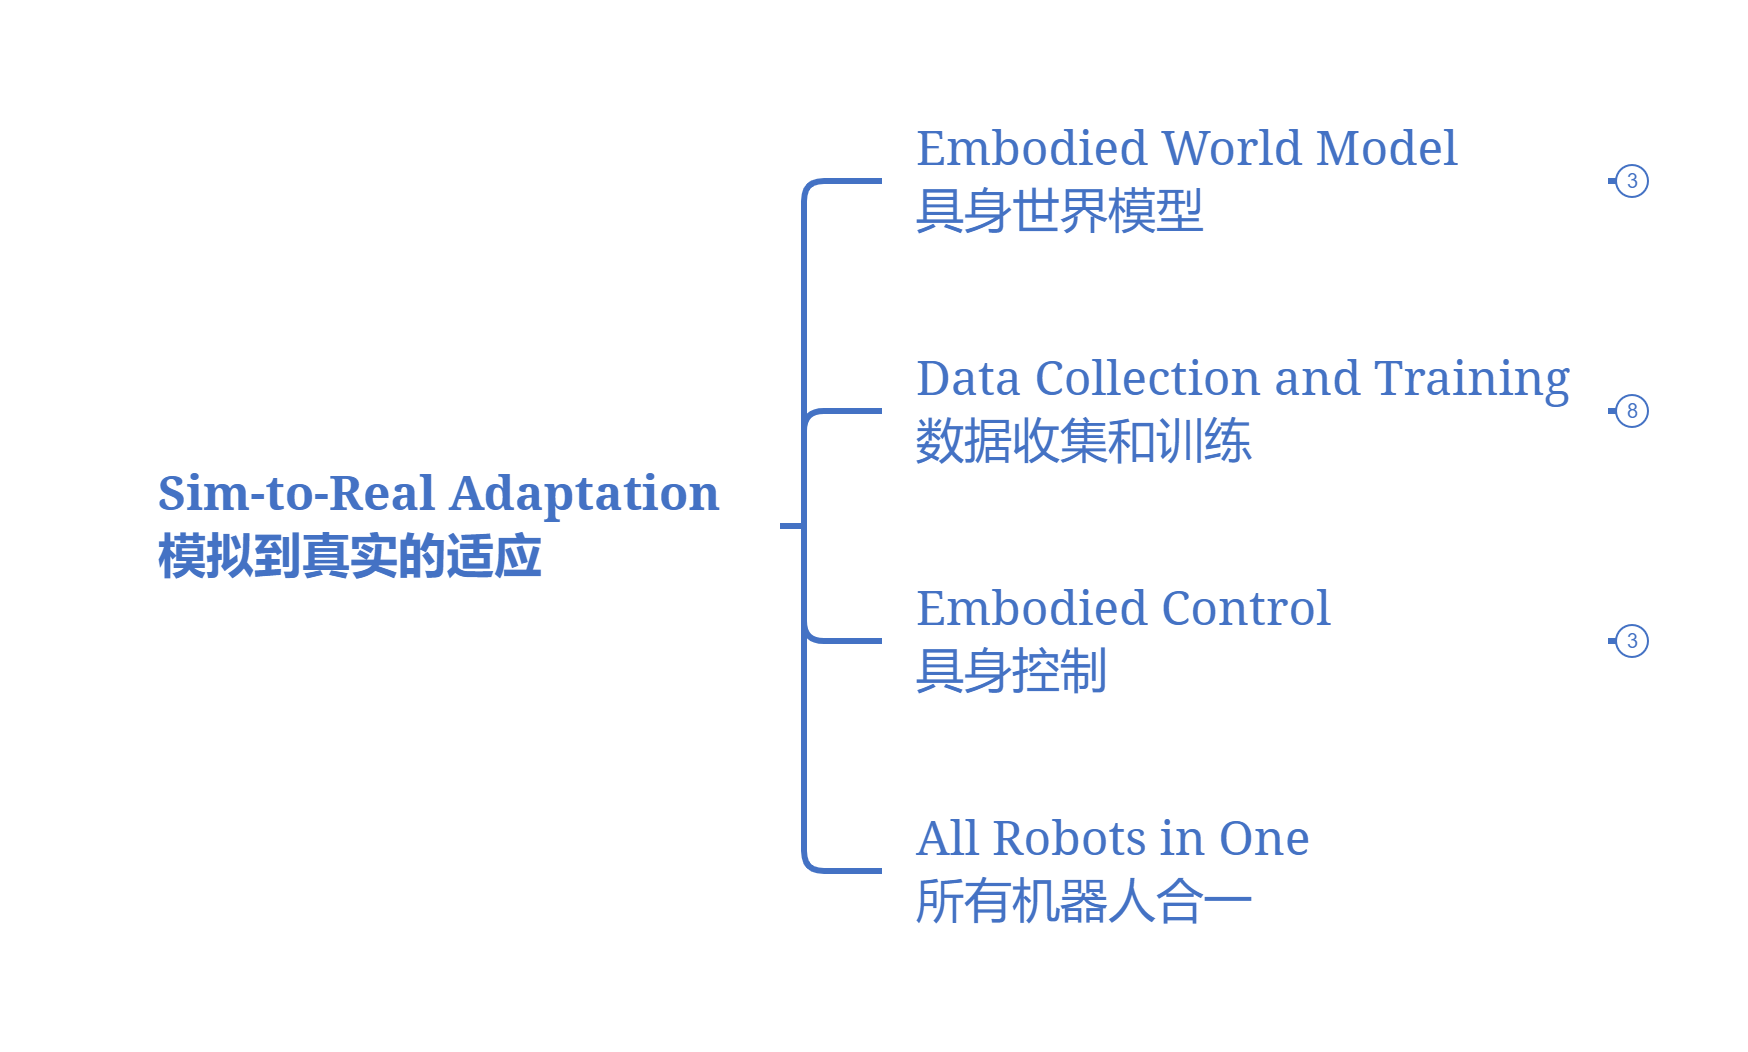 Sim-to-Real Adaptation
模拟到真实的适应
Embodied World Model
具身世界模型
3
Data Collection and Training
数据收集和训练
8
Embodied Control
具身控制
3
All Robots in One
所有机器人合一